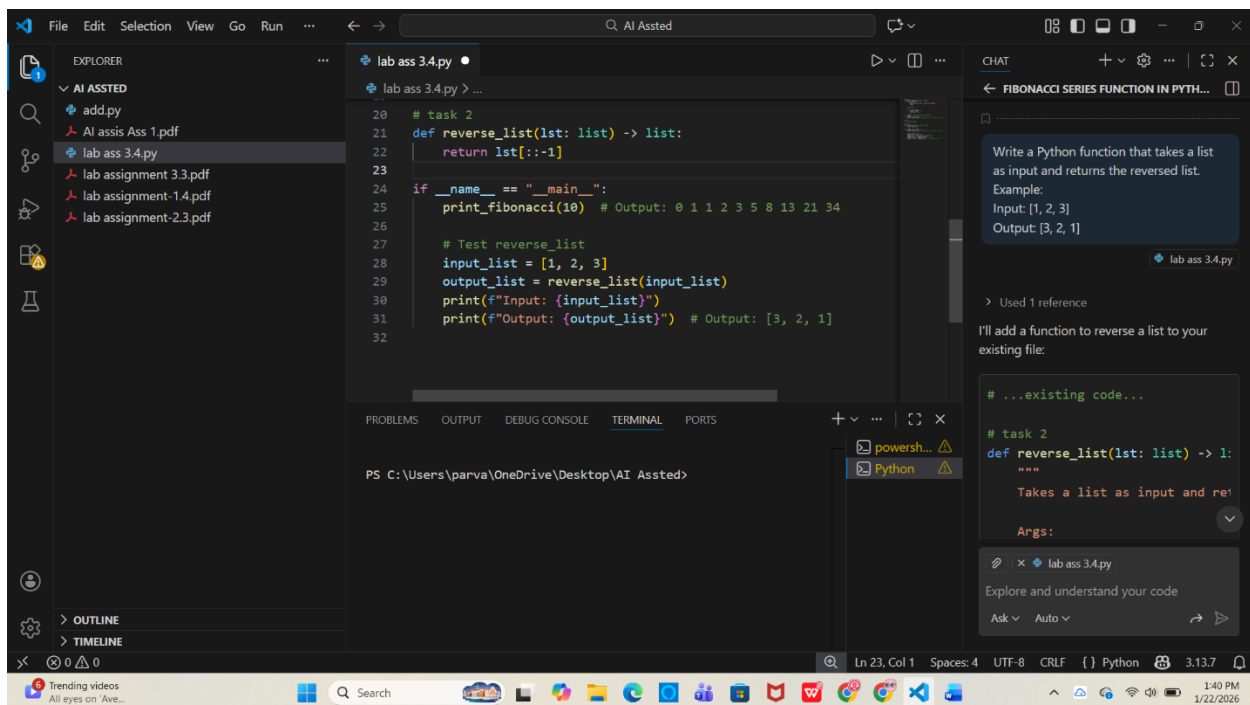 File Edit Selection View Go Run ··· AI Assted
EXPLORER ···
AI ASSTED
add.py
AI assis Ass 1.pdf
lab ass 3.4.py
lab assignment 3.3.pdf
lab assignment-1.4.pdf
lab assignment-2.3.pdf
OUTLINE
TIMELINE
1
lab ass 3.4.py
lab ass 3.4.py > ...
20 # task 2
21 def reverse_list(lst: list) -> list:
22 return lst[::-1]
23
24 if __name__ == "__main__":
25 print_fibonacci(10) # Output: 0 1 1 2 3 5 8 13 21 34
26
27 # Test reverse_list
28 input_list = [1, 2, 3]
29 output_list = reverse_list(input_list)
30 print(f"Input: {input_list}")
31 print(f"Output: {output_list}") # Output: [3, 2, 1]
32
PROBLEMS OUTPUT DEBUG CONSOLE TERMINAL PORTS
PS C:\Users\parva\OneDrive\Desktop\AI Assted>
powersh...
Python
CHAT
FIBONACCI SERIES FUNCTION IN PYTH...
Write a Python function that takes a list
as input and returns the reversed list.
Example:
Input: [1, 2, 3]
Output: [3, 2, 1]
lab ass 3.4.py
> Used 1 reference
I'll add a function to reverse a list to your
existing file:
# ...existing code...
# task 2
def reverse_list(lst: list) -> l
"""
Takes a list as input and re
Args:
lab ass 3.4.py
Explore and understand your code
Ask Auto
0 0 Ln 23, Col 1 Spaces: 4 UTF-8 CRLF {} Python 3.13.7
6
Trending videos
All eyes on 'Ave...
Search
1:40 PM
1/22/2026